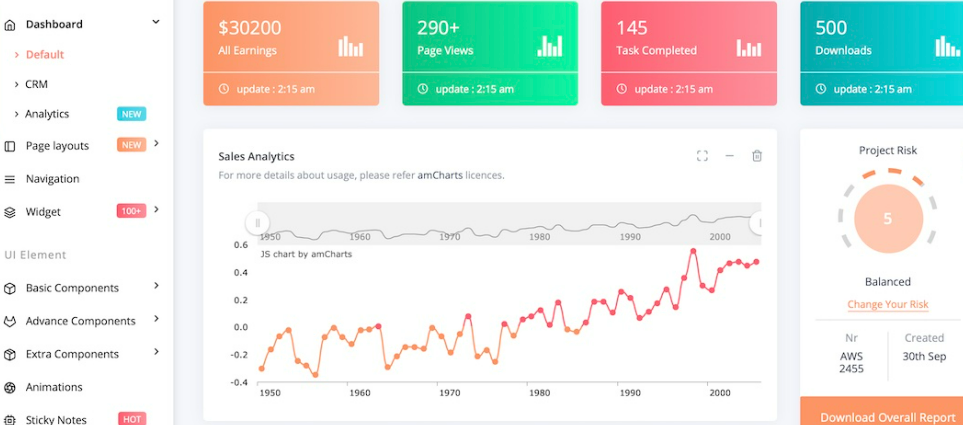 Dashboard
Default
CRM
Analytics NEW
Page layouts NEW
Navigation
Widget 100+
UI Element
Basic Components
Advance Components
Extra Components
Animations
Sticky Notes HOT
$30200
All Earnings
update : 2:15 am
290+
Page Views
update : 2:15 am
145
Task Completed
update : 2:15 am
500
Downloads
update : 2:15 am
Sales Analytics
For more details about usage, please refer amCharts licences.
1950 1960 1970 1980 1990 2000
JS chart by amCharts
0.6
0.4
0.2
0.0
-0.2
-0.4
1950 1960 1970 1980 1990 2000
Project Risk
5
Balanced
Change Your Risk
Nr
AWS
2455
Created
30th Sep
Download Overall Report